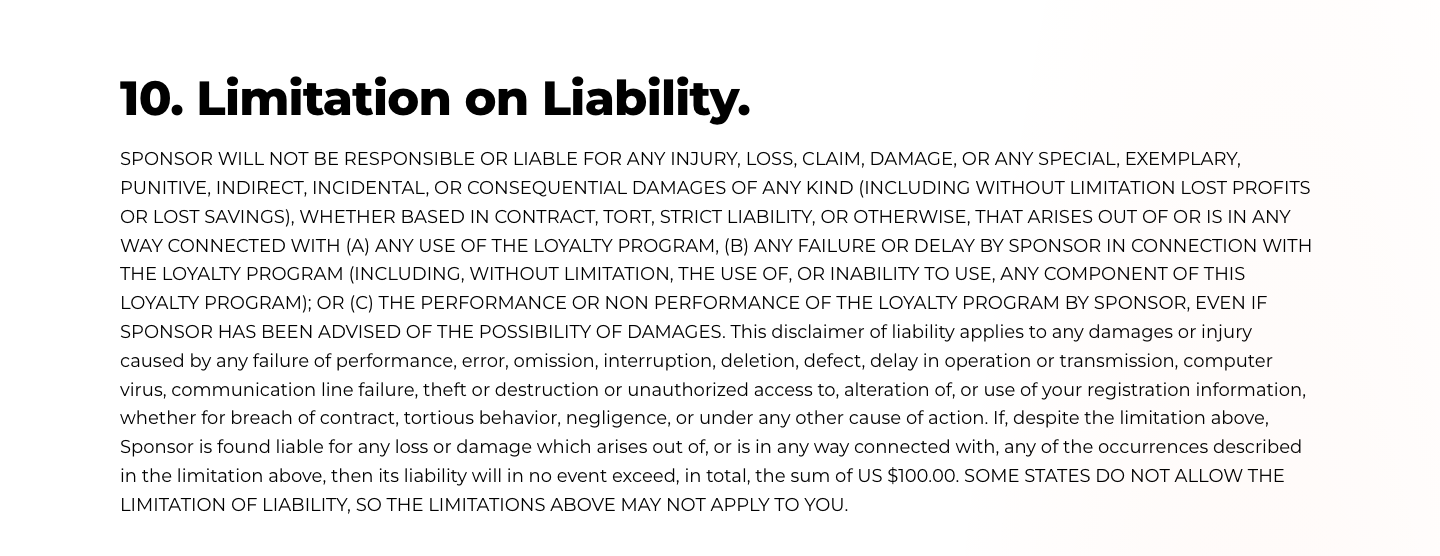 10. Limitation on Liability.
SPONSOR WILL NOT BE RESPONSIBLE OR LIABLE FOR ANY INJURY, LOSS, CLAIM, DAMAGE, OR ANY SPECIAL, EXEMPLARY,
PUNITIVE, INDIRECT, INCIDENTAL, OR CONSEQUENTIAL DAMAGES OF ANY KIND (INCLUDING WITHOUT LIMITATION LOST PROFITS
OR LOST SAVINGS), WHETHER BASED IN CONTRACT, TORT, STRICT LIABILITY, OR OTHERWISE, THAT ARISES OUT OF OR IS IN ANY
WAY CONNECTED WITH (A) ANY USE OF THE LOYALTY PROGRAM, (B) ANY FAILURE OR DELAY BY SPONSOR IN CONNECTION WITH
THE LOYALTY PROGRAM (INCLUDING, WITHOUT LIMITATION, THE USE OF, OR INABILITY TO USE, ANY COMPONENT OF THIS
LOYALTY PROGRAM); OR (C) THE PERFORMANCE OR NON PERFORMANCE OF THE LOYALTY PROGRAM BY SPONSOR, EVEN IF
SPONSOR HAS BEEN ADVISED OF THE POSSIBILITY OF DAMAGES. This disclaimer of liability applies to any damages or injury
caused by any failure of performance, error, omission, interruption, deletion, defect, delay in operation or transmission, computer
virus, communication line failure, theft or destruction or unauthorized access to, alteration of, or use of your registration information,
whether for breach of contract, tortious behavior, negligence, or under any other cause of action. If, despite the limitation above,
Sponsor is found liable for any loss or damage which arises out of, or is in any way connected with, any of the occurrences described
in the limitation above, then its liability will in no event exceed, in total, the sum of US $100.00. SOME STATES DO NOT ALLOW THE
LIMITATION OF LIABILITY, SO THE LIMITATIONS ABOVE MAY NOT APPLY TO YOU.